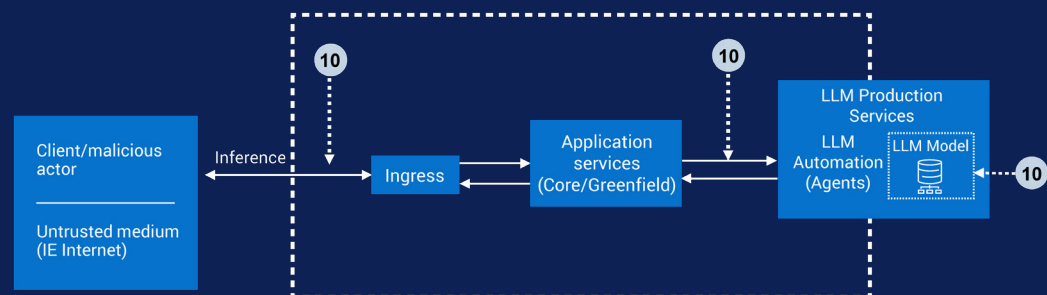 10
10
LLM Production
Services
Client/malicious
actor
Untrusted medium
(IE Internet)
Inference
Ingress
Application
services
(Core/Greenfield)
LLM
Automation
(Agents)
LLM Model
10